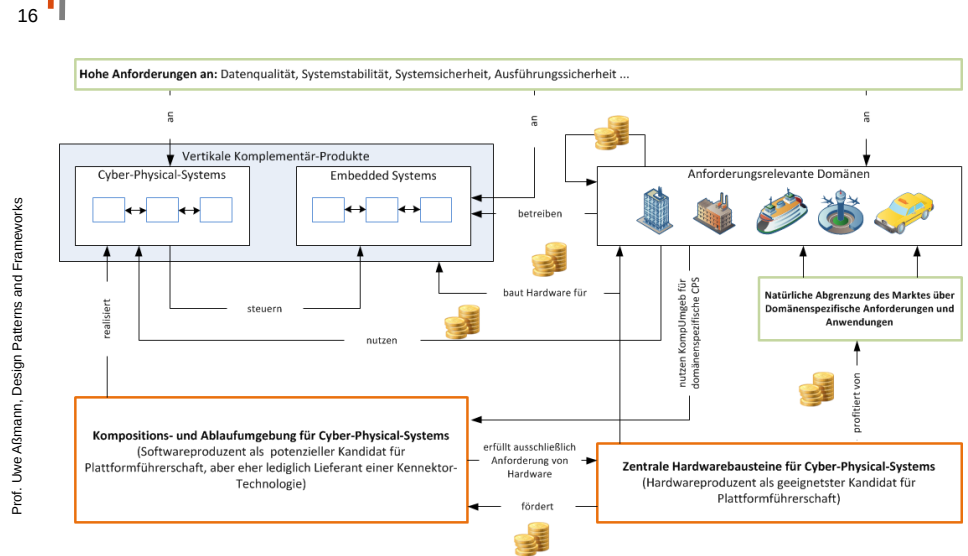 16
Prof. Uwe Aßmann, Design Patterns and Frameworks
Hohe Anforderungen an: Datenqualität, Systemstabilität, Systemsicherheit, Ausführungssicherheit ...
an
an
an
Vertikale Komplementär-Produkte
Cyber-Physical-Systems
Embedded Systems
Anforderungsrelevante Domänen
betreiben
baut Hardware für
steuern
nutzen
realisiert
nutzen KompUmgeb für
domänenspezifische CPS
Natürliche Abgrenzung des Marktes über
Domänenspezifische Anforderungen und
Anwendungen
profitiert von
Kompositions- und Ablaufumgebung für Cyber-Physical-Systems
(Softwareproduzent als potenzieller Kandidat für
Plattformführerschaft, aber eher lediglich Lieferant einer Kennektor-
Technologie)
erfüllt ausschließlich
Anforderung von
Hardware
fördert
Zentrale Hardwarebausteine für Cyber-Physical-Systems
(Hardwareproduzent als geeignetster Kandidat für
Plattformführerschaft)